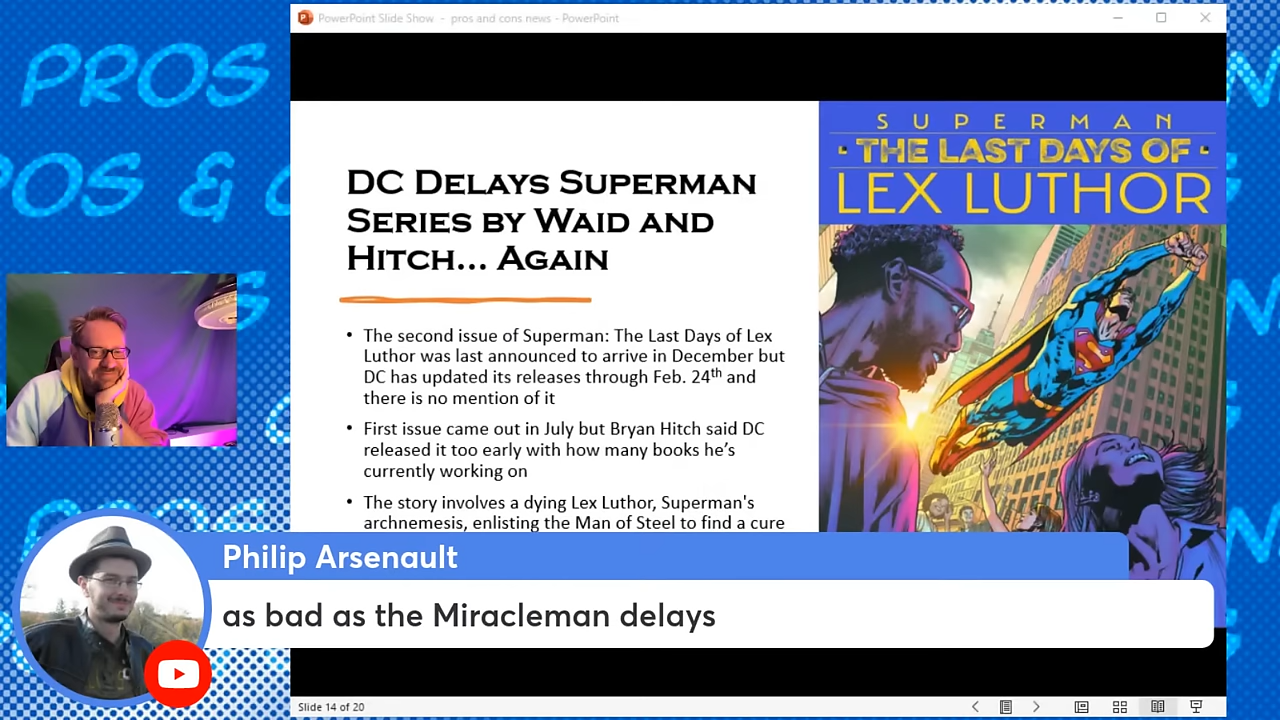 PowerPoint Slide Show - pros and cons news - PowerPoint
PROS
POS & C
SUPERMAN
· THE LAST DAYS OF ·
LEX LUTHOR
DC DELAYS SUPERMAN
SERIES BY WAID AND
HITCH... AGAIN
• The second issue of Superman: The Last Days of Lex
Luthor was last announced to arrive in December but
DC has updated its releases through Feb. 24th and
there is no mention of it
• First issue came out in July but Bryan Hitch said DC
released it too early with how many books he's
currently working on
• The story involves a dying Lex Luthor, Superman's
archnemesis, enlisting the Man of Steel to find a cure
Philip Arsenault
as bad as the Miracleman delays
Slide 14 of 20